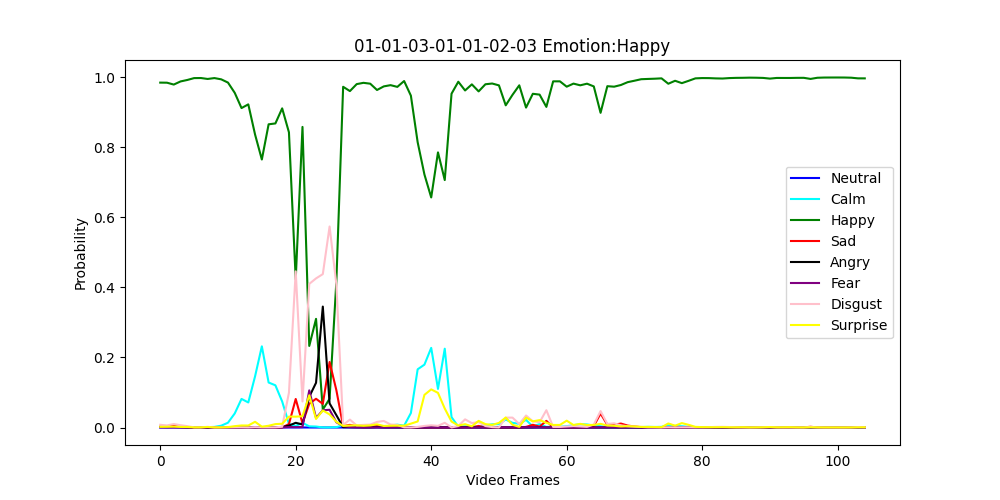 01-01-03-01-01-02-03 Emotion:Happy
1.0
0.8
0.6
0.4
0.2
0.0
Probability
0 20 40 60 80 100
Video Frames
Neutral
Calm
Happy
Sad
Angry
Fear
Disgust
Surprise